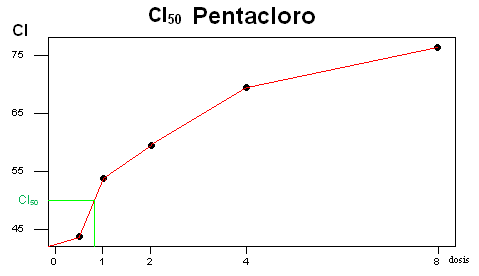 CI₅₀ Pentacloro
CI
75
65
55
CI₅₀
45
0 1 2 4 8 dosis